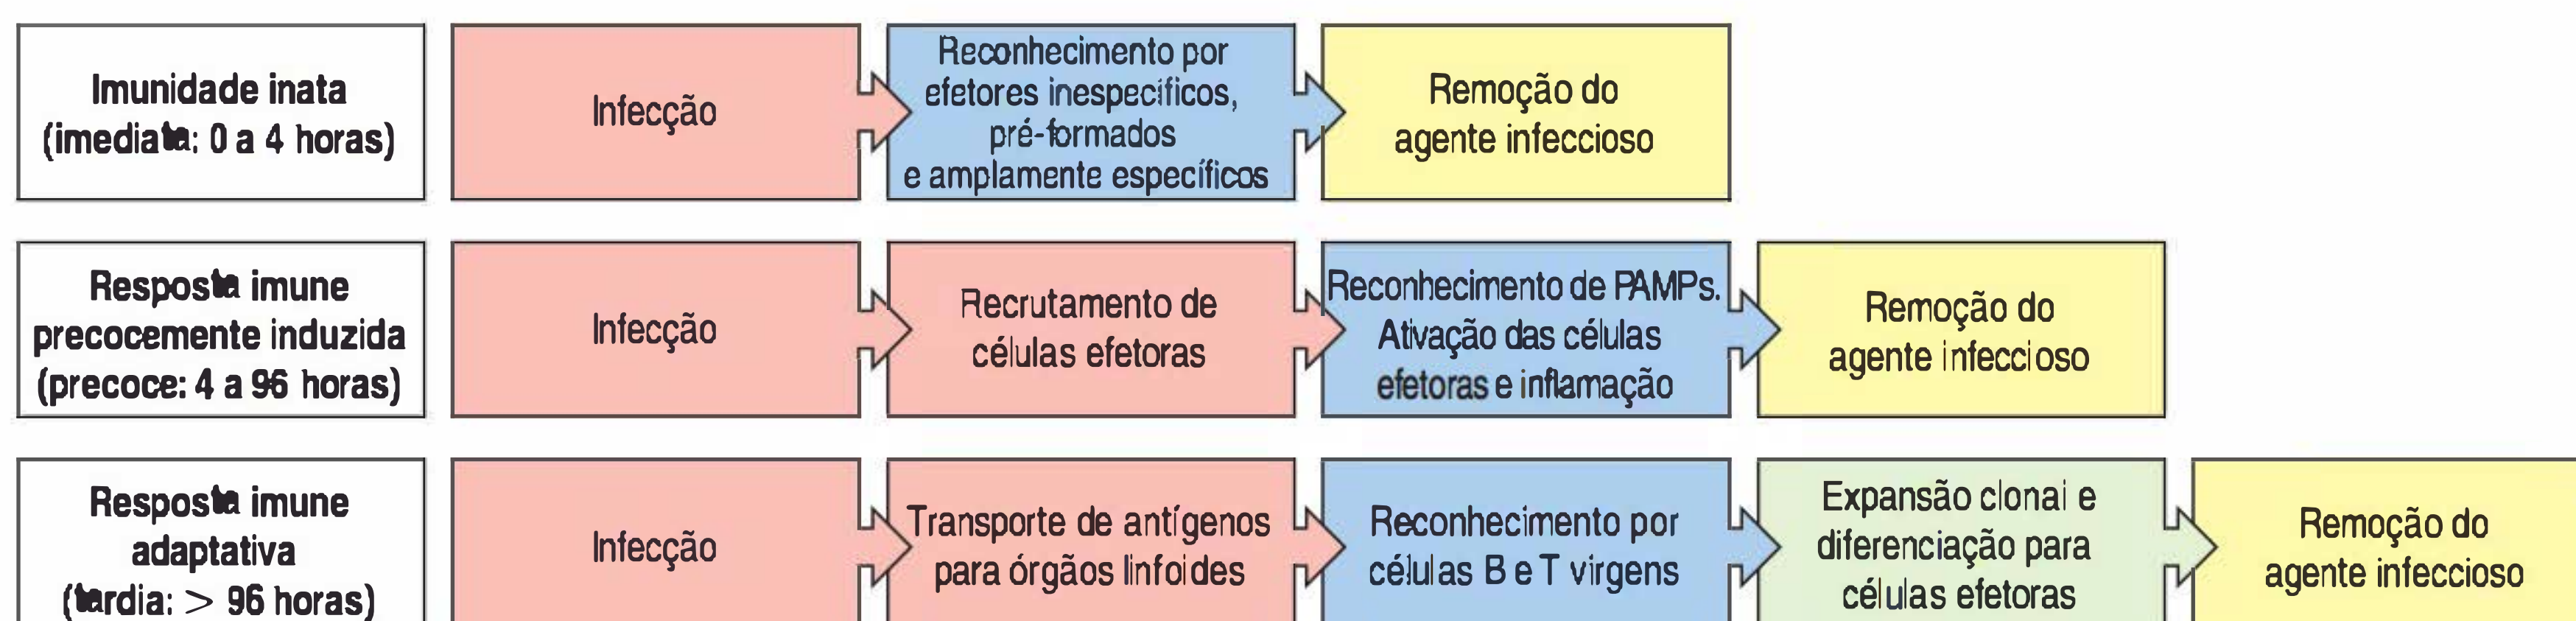 Imunidade inata
(imediata: 0 a 4 horas)
Infecção
Reconhecimento por
efetores inespecíficos,
pré-formados
e amplamente específicos
Remoção do
agente infeccioso
Resposta imune
precocemente induzida
(precoce: 4 a 96 horas)
Infecção
Recrutamento de
células efetoras
Reconhecimento de PAMPs.
Ativação das células
efetoras e inflamação
Remoção do
agente infeccioso
Resposta imune
adaptativa
(tardia: > 96 horas)
Infecção
Transporte de antígenos
para órgãos linfoides
Reconhecimento por
células B e T virgens
Expansão clonai e
diferenciação para
células efetoras
Remoção do
agente infeccioso